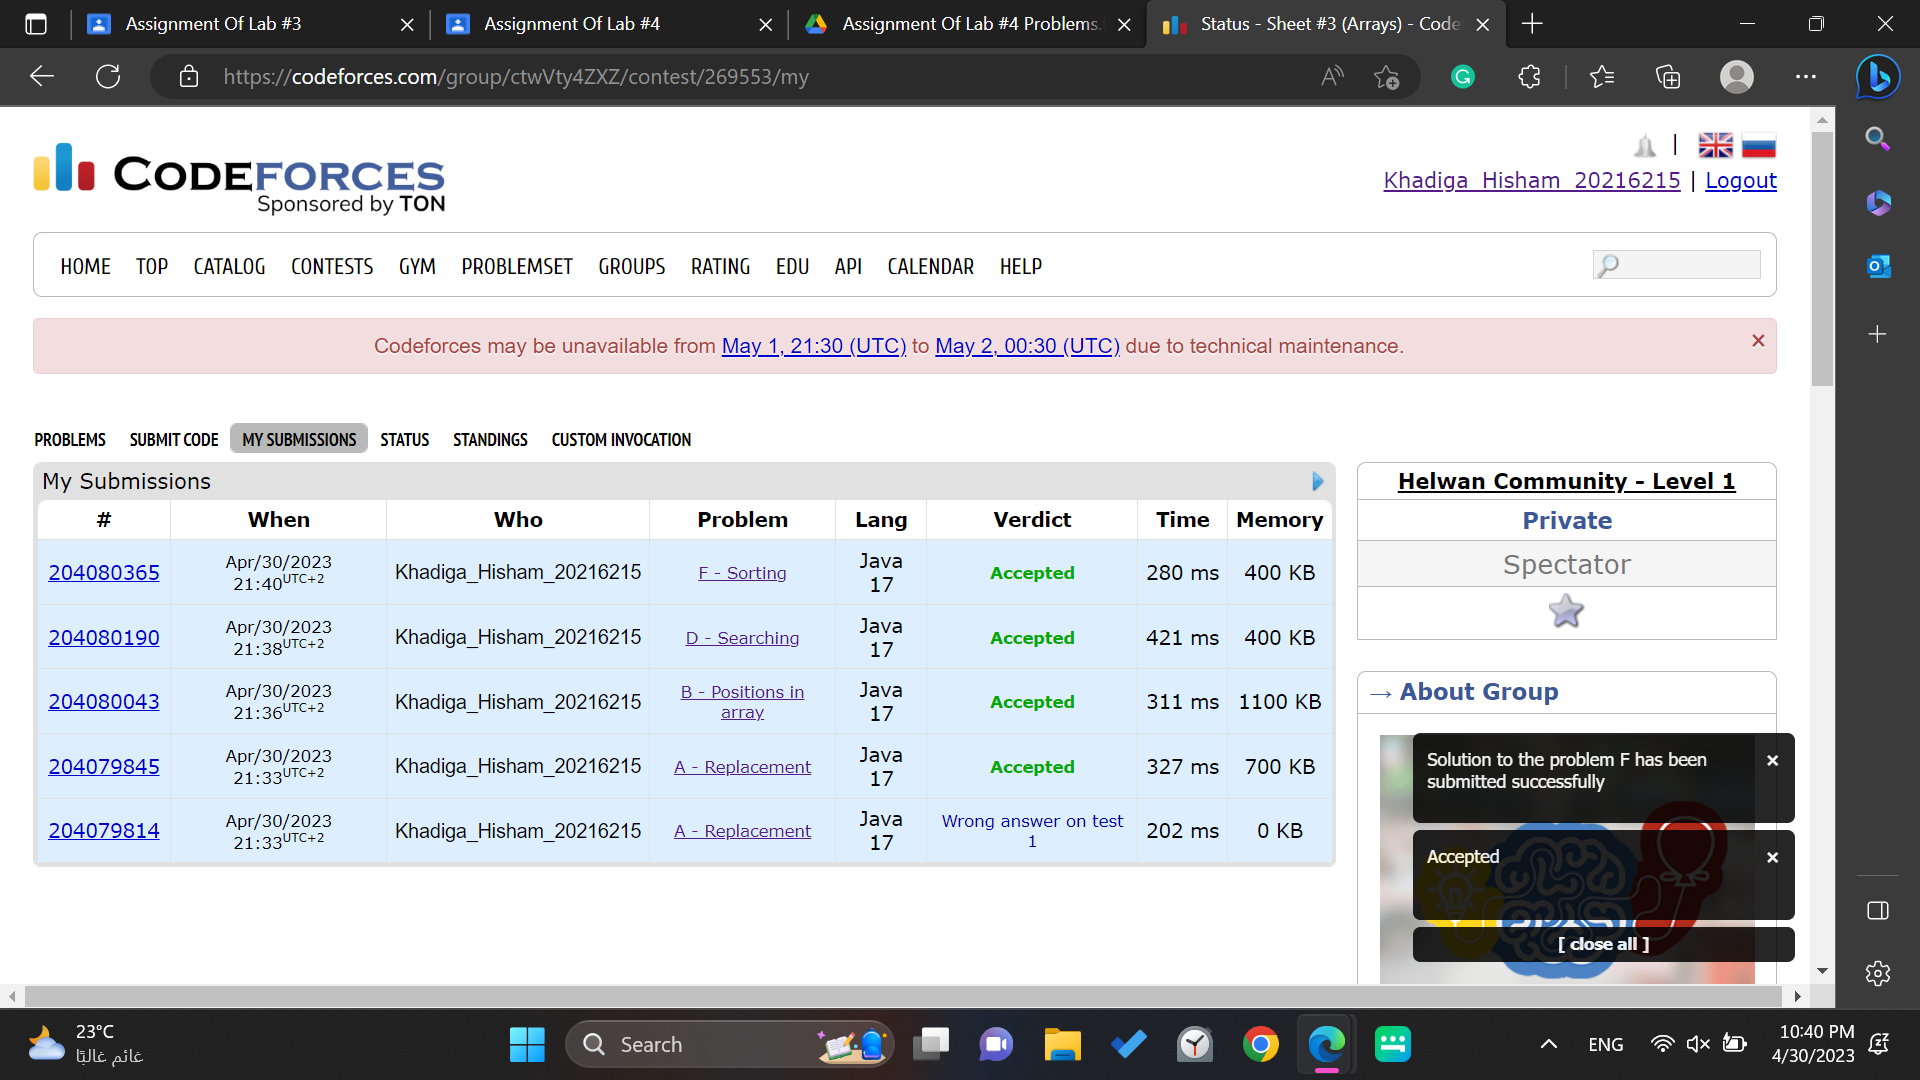 Assignment Of Lab #3
Assignment Of Lab #4
Assignment Of Lab #4 Problems.
Status - Sheet #3 (Arrays) - Code
https://codeforces.com/group/ctwVty4ZXZ/contest/269553/my
CODEFORCES
Sponsored by TON
|
Khadiga_Hisham_20216215 | Logout
HOME TOP CATALOG CONTESTS GYM PROBLEMSET GROUPS RATING EDU API CALENDAR HELP
Codeforces may be unavailable from May 1, 21:30 (UTC) to May 2, 00:30 (UTC) due to technical maintenance.
PROBLEMS SUBMIT CODE MY SUBMISSIONS STATUS STANDINGS CUSTOM INVOCATION
My Submissions
# When Who Problem Lang Verdict Time Memory
204080365 Apr/30/2023 21:40UTC+2 Khadiga_Hisham_20216215 F - Sorting Java 17 Accepted 280 ms 400 KB
204080190 Apr/30/2023 21:38UTC+2 Khadiga_Hisham_20216215 D - Searching Java 17 Accepted 421 ms 400 KB
204080043 Apr/30/2023 21:36UTC+2 Khadiga_Hisham_20216215 B - Positions in array Java 17 Accepted 311 ms 1100 KB
204079845 Apr/30/2023 21:33UTC+2 Khadiga_Hisham_20216215 A - Replacement Java 17 Accepted 327 ms 700 KB
204079814 Apr/30/2023 21:33UTC+2 Khadiga_Hisham_20216215 A - Replacement Java 17 Wrong answer on test 1 202 ms 0 KB
Helwan Community - Level 1
Private
Spectator
→ About Group
Solution to the problem F has been
submitted successfully
Accepted
[ close all ]
23°C
غائم غالبًا
Search
ENG
10:40 PM
4/30/2023